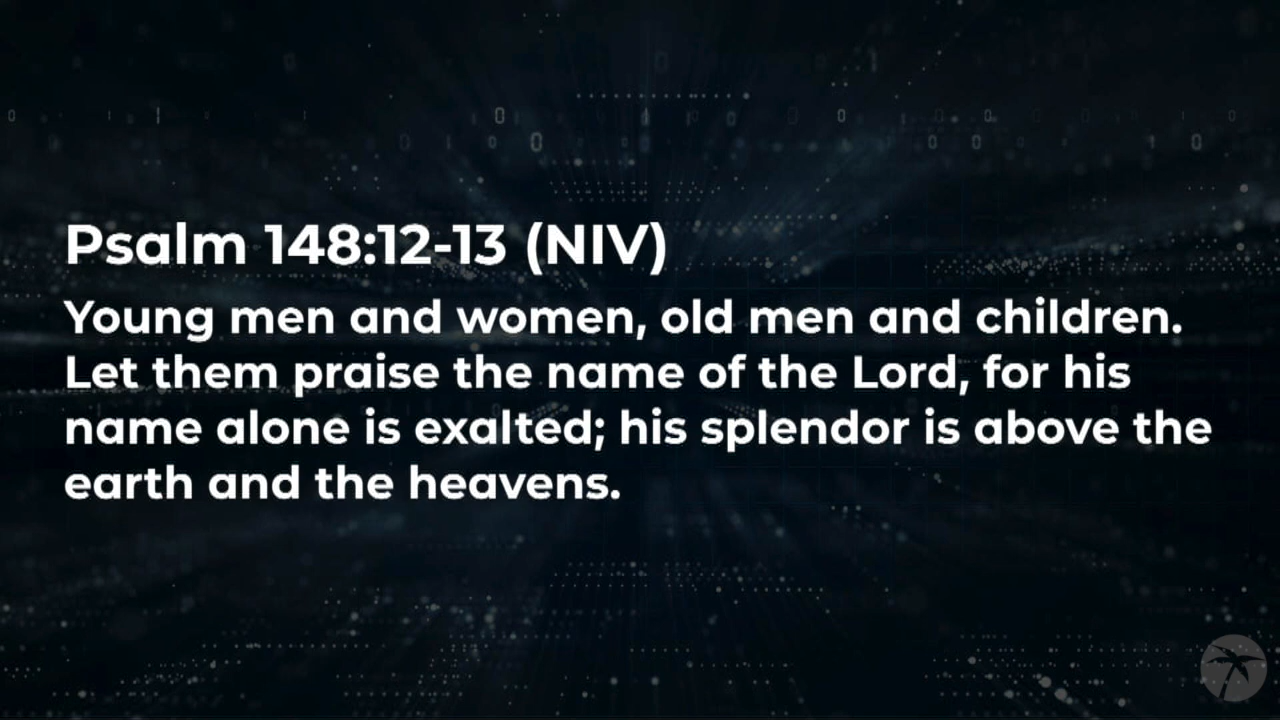 Psalm 148:12-13 (NIV)
Young men and women, old men and children.
Let them praise the name of the Lord, for his
name alone is exalted; his splendor is above the
earth and the heavens.